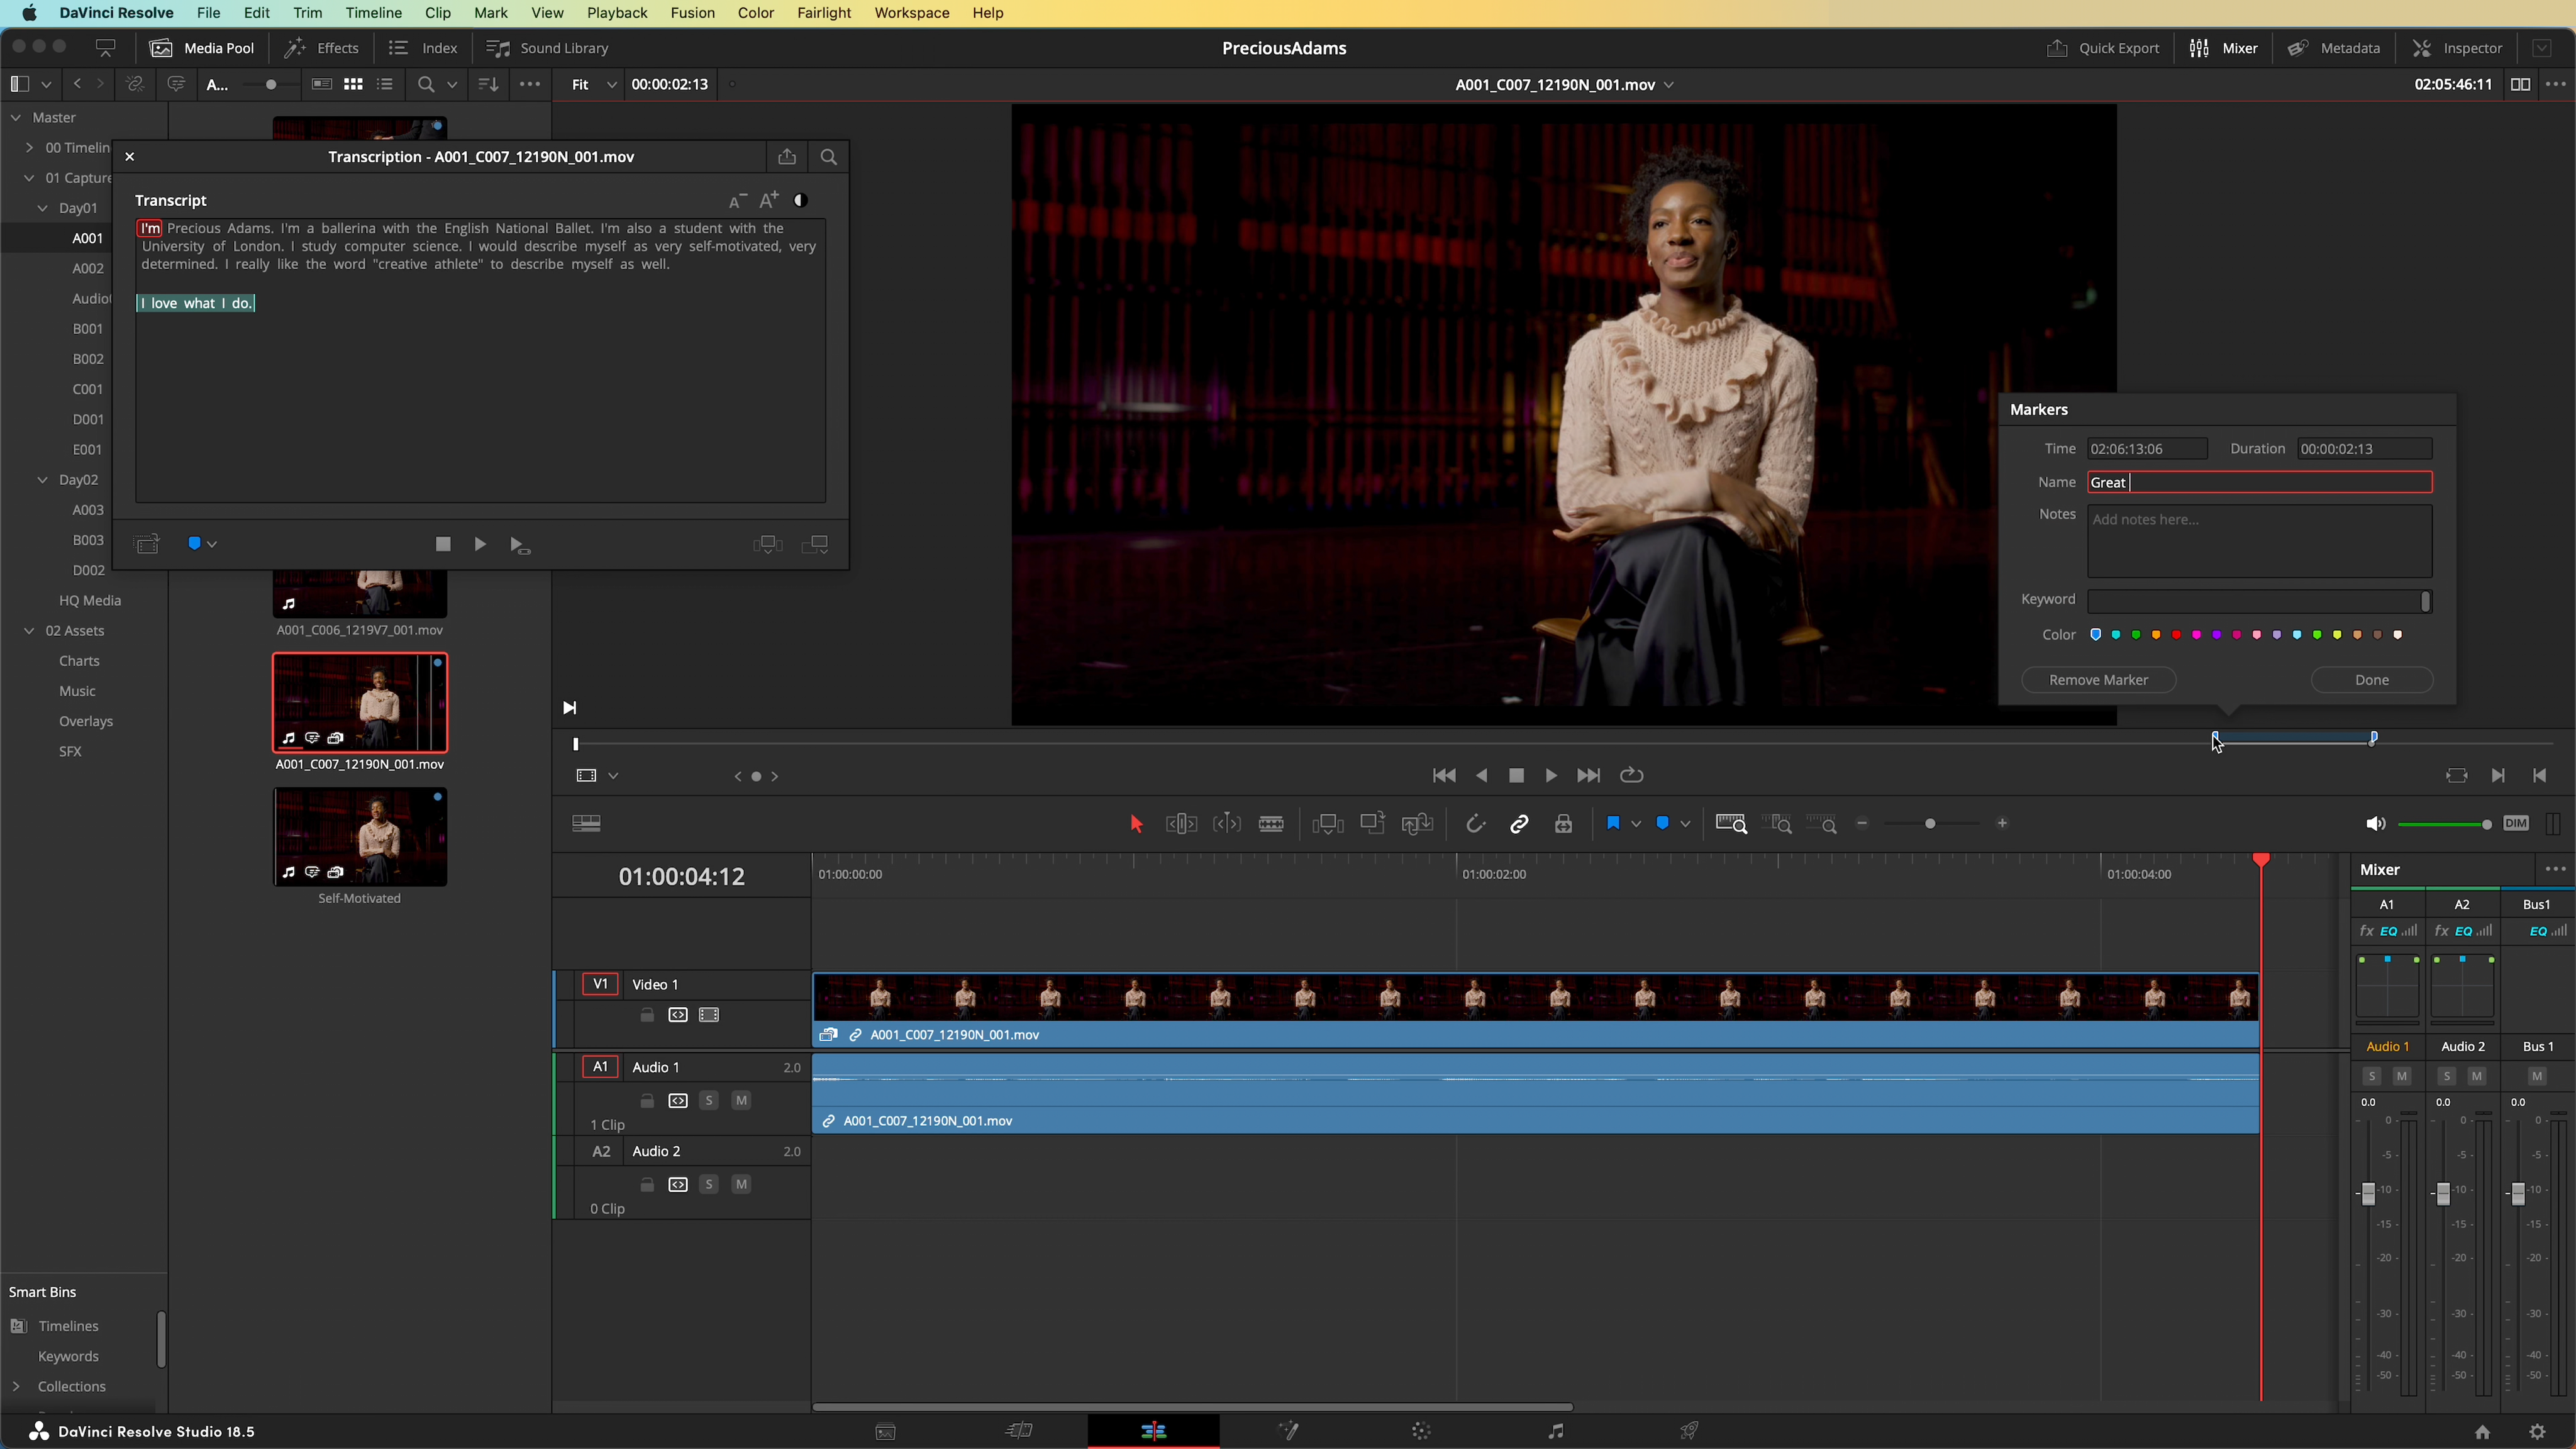 DaVinci Resolve File Edit Trim Timeline Clip Mark View Playback Fusion Color Fairlight Workspace Help
Media Pool Effects Index Sound Library PreciousAdams Quick Export Mixer Metadata Inspector
A... Fit 00:00:02:13 A001_C007_12190N_001.mov 02:05:46:11
Master
00 Timelin
01 Capture
Day01
A001
A002
Audio
B001
B002
C001
D001
E001
Day02
A003
B003
D002
HQ Media
02 Assets
Charts
Music
Overlays
SFX
Transcription - A001_C007_12190N_001.mov
Transcript
A- A+
I'm Precious Adams. I'm a ballerina with the English National Ballet. I'm also a student with the
University of London. I study computer science. I would describe myself as very self-motivated, very
determined. I really like the word "creative athlete" to describe myself as well.
I love what I do.
A001_C006_1219V7_001.mov
A001_C007_12190N_001.mov
Self-Motivated
Markers
Time 02:06:13:06 Duration 00:00:02:13
Name Great
Notes Add notes here...
Keyword
Color
Remove Marker Done
DIM
01:00:04:12 01:00:00:00 01:00:02:00 01:00:04:00
V1 Video 1
A001_C007_12190N_001.mov
A1 Audio 1 2.0
S M
1 Clip
A001_C007_12190N_001.mov
A2 Audio 2 2.0
S M
0 Clip
Mixer
A1 A2 Bus1
fx EQ fx EQ EQ
Audio 1 Audio 2 Bus 1
S M S M M
0.0 0.0 0.0
0- 0- 0-
-5- -5- -5-
-10- -10- -10-
-15- -15- -15-
-20- -20- -20-
-30- -30- -30-
-40- -40- -40-
-50- -50- -50-
Smart Bins
Timelines
Keywords
Collections
DaVinci Resolve Studio 18.5